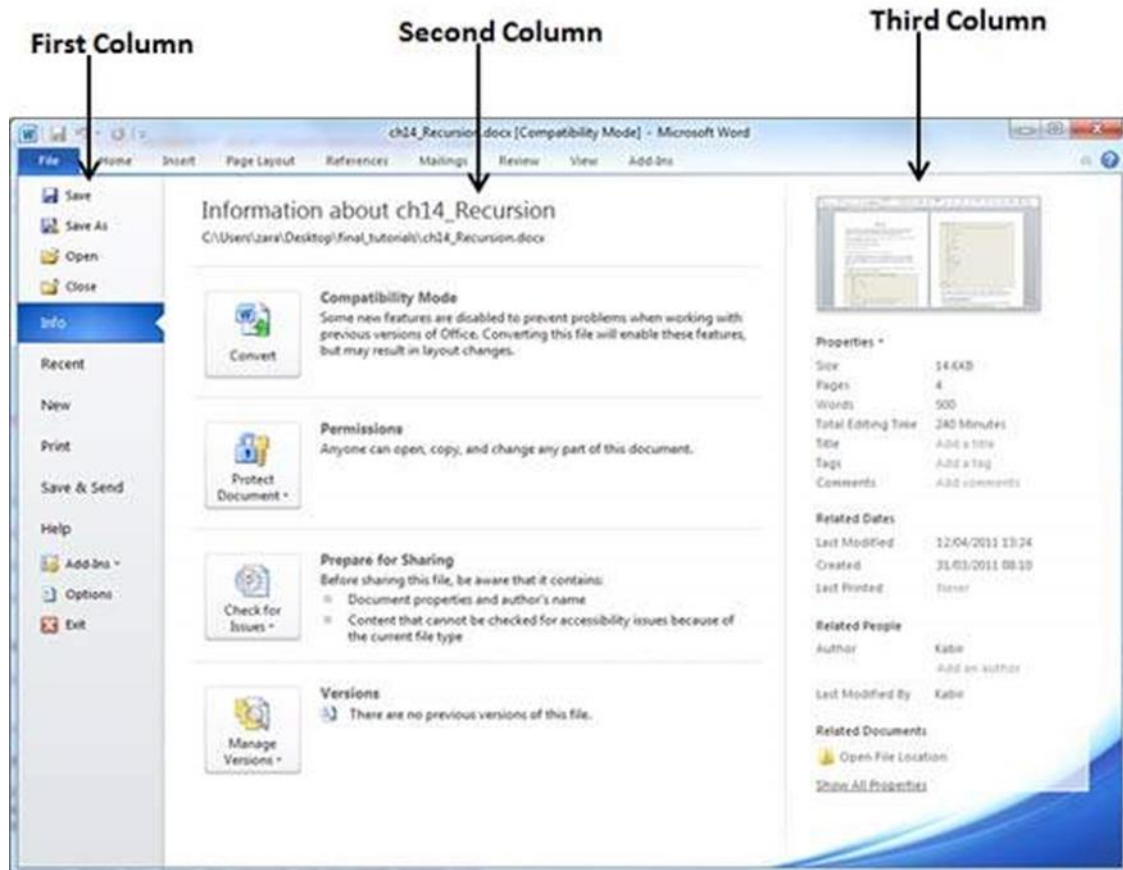 First Column
Second Column
Third Column
ch14_Recursion.docx [Compatibility Mode] - Microsoft Word
File Home Insert Page Layout References Mailings Review View Add-Ins
Save
Save As
Open
Close
Info
Recent
New
Print
Save & Send
Help
Add-Ins
Options
Exit
Information about ch14_Recursion
C:\Users\zara\Desktop\final_tutorials\ch14_Recursion.docx
Convert
Compatibility Mode
Some new features are disabled to prevent problems when working with
previous versions of Office. Converting this file will enable these features,
but may result in layout changes.
Protect
Document
Permissions
Anyone can open, copy, and change any part of this document.
Check for
Issues
Prepare for Sharing
Before sharing this file, be aware that it contains:
Document properties and author's name
Content that cannot be checked for accessibility issues because of
the current file type
Manage
Versions
Versions
There are no previous versions of this file.
Properties
Size 14.6KB
Pages 4
Words 500
Total Editing Time 240 Minutes
Title Add a title
Tags Add a tag
Comments Add comments
Related Dates
Last Modified 12/04/2011 13:24
Created 31/03/2011 08:10
Last Printed Never
Related People
Author Kabir
Add an author
Last Modified By Kabir
Related Documents
Open File Location
Show All Properties